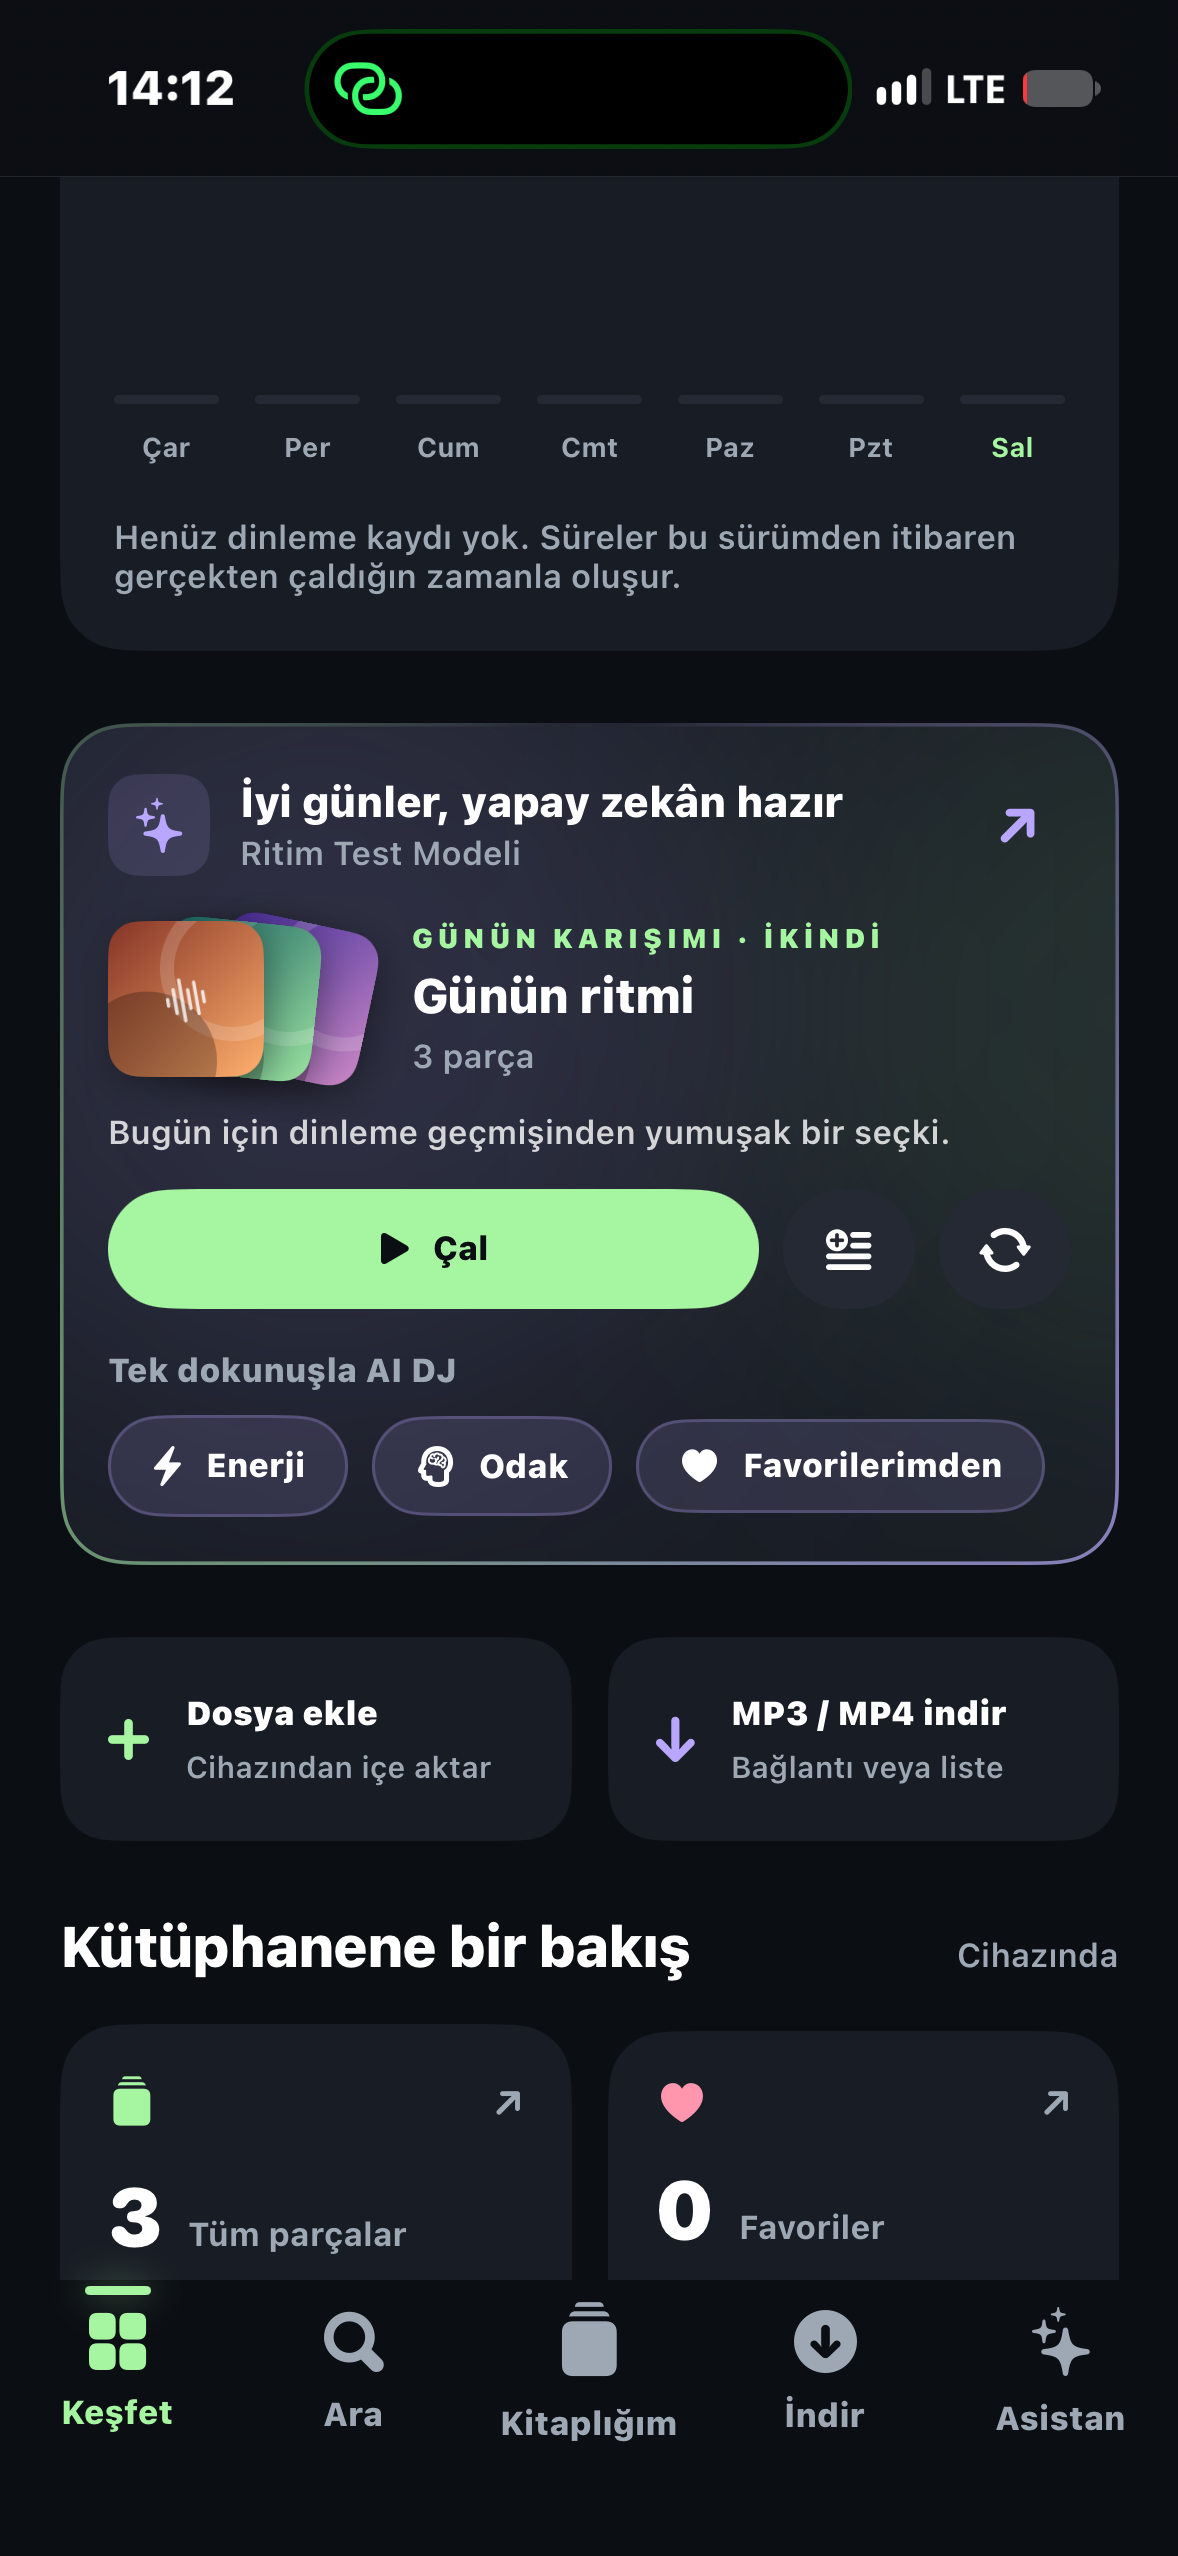 14:12
LTE
Çar Per Cum Cmt Paz Pzt Sal
Henüz dinleme kaydı yok. Süreler bu sürümden itibaren
gerçekten çaldığın zamanla oluşur.
İyi günler, yapay zekân hazır
Ritim Test Modeli
GÜNÜN KARIŞIMI · İKİNDİ
Günün ritmi
3 parça
Bugün için dinleme geçmişinden yumuşak bir seçki.
Çal
Tek dokunuşla AI DJ
Enerji Odak Favorilerimden
Dosya ekle
Cihazından içe aktar
MP3 / MP4 indir
Bağlantı veya liste
Kütüphanene bir bakış
Cihazında
3 Tüm parçalar
0 Favoriler
Keşfet Ara Kitaplığım İndir Asistan